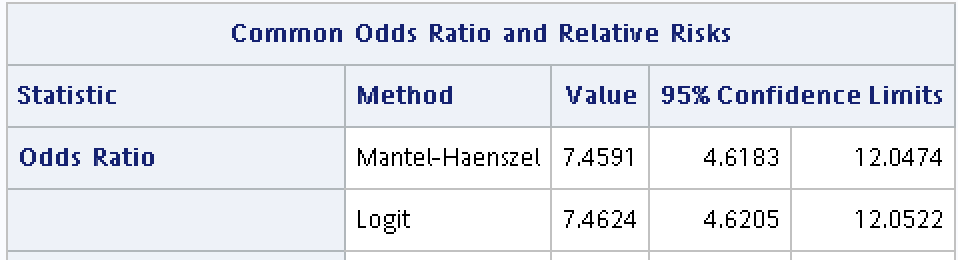 Common Odds Ratio and Relative Risks
Statistic Method Value 95% Confidence Limits
Odds Ratio Mantel-Haenszel 7.4591 4.6183 12.0474
Logit 7.4624 4.6205 12.0522